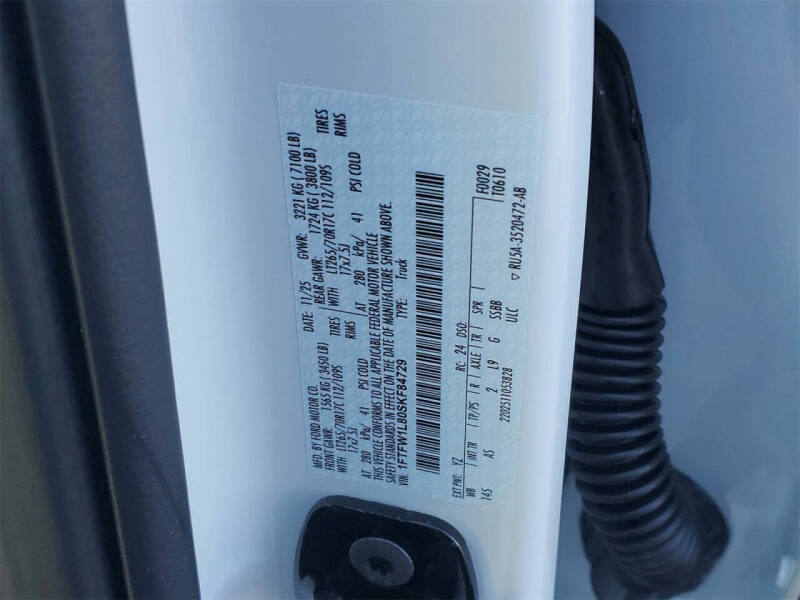 MFD. BY FORD MOTOR CO.
DATE: 11/25 GVWR: 3221 KG ( 7100 LB)
FRONT GAWR: 1565 KG ( 3450 LB) REAR GAWR: 1724 KG ( 3800 LB)
WITH LT265/70R17C 112/109S TIRES WITH LT265/70R17C 112/109S TIRES
17x7.5J RIMS 17x7.5J RIMS
AT 280 kPa/ 41 PSI COLD AT 280 kPa/ 41 PSI COLD
THIS VEHICLE CONFORMS TO ALL APPLICABLE FEDERAL MOTOR VEHICLE
SAFETY STANDARDS IN EFFECT ON THE DATE OF MANUFACTURE SHOWN ABOVE.
VIN: 1FTFW1L80SKFB4729 Truck
F0029
T0610
EXT PNT: YZ RC: 24 DSO:
WB INT TR TP/PS R AXLE TR SPR
145 AS 2 L9 G SSBB
2202511053828 ULC
RU5A-3520472-AB